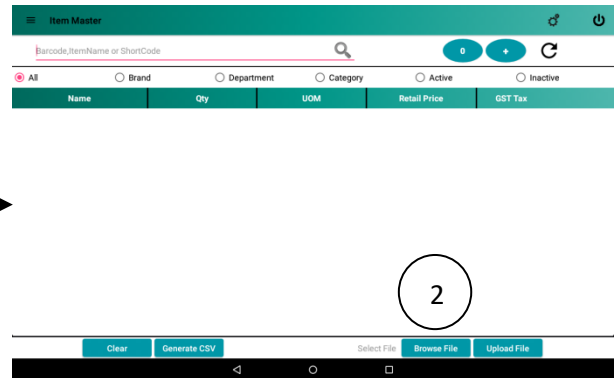 Item Master
Barcode,ItemName or ShortCode 0 +
All Brand Department Category Active Inactive
Name Qty UOM Retail Price GST Tax
2
Clear Generate CSV Select File Browse File Upload File